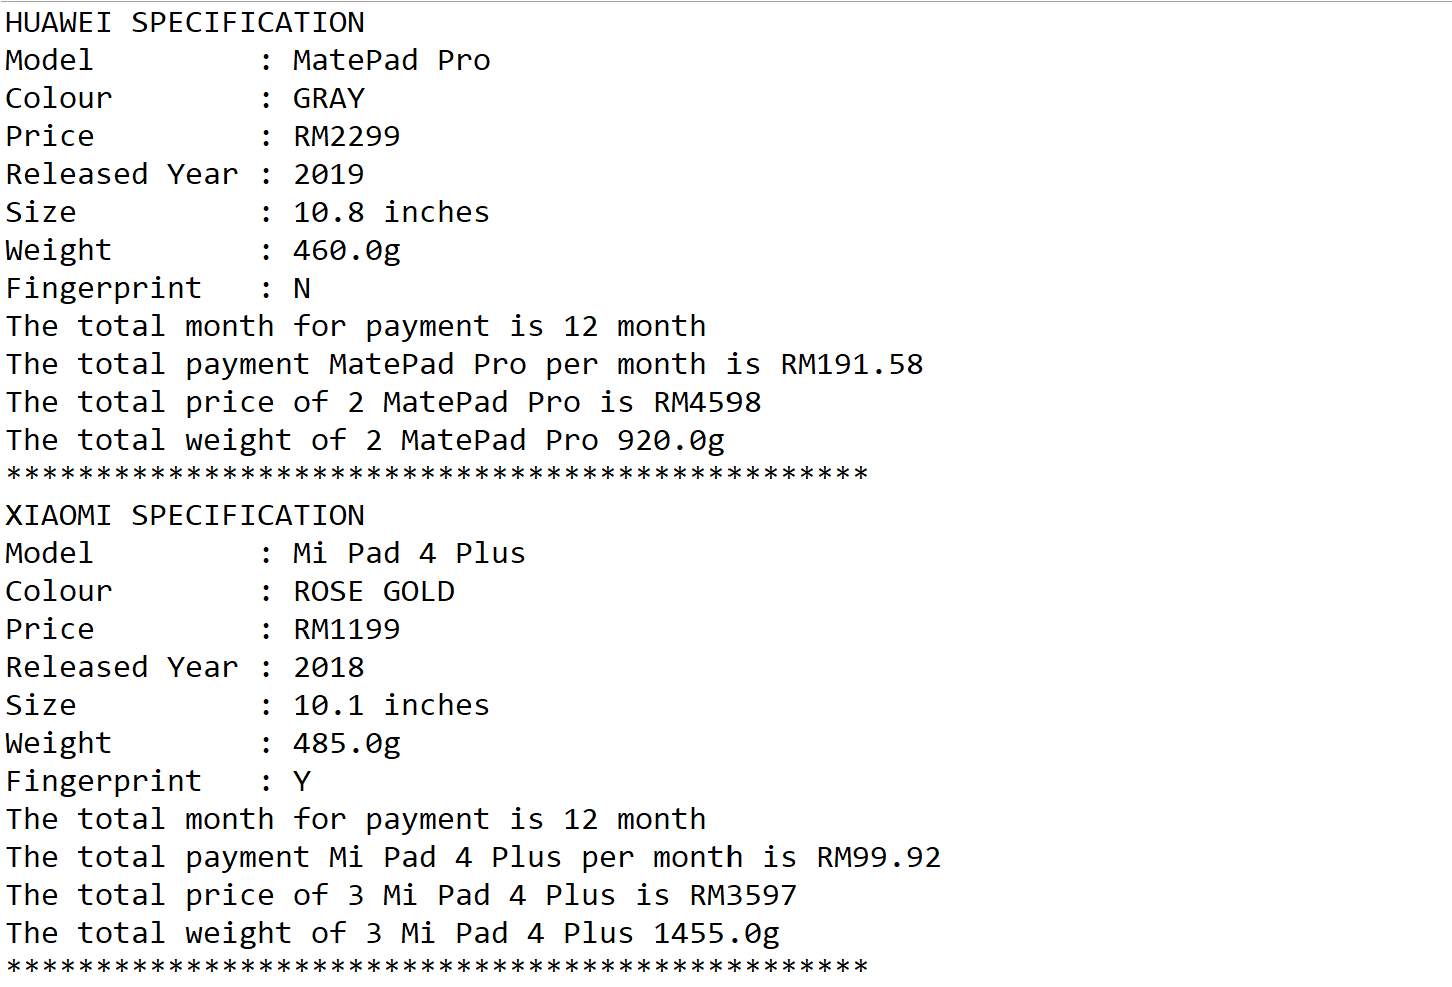 HUAWEI SPECIFICATION
Model         : MatePad Pro
Colour        : GRAY
Price         : RM2299
Released Year : 2019
Size          : 10.8 inches
Weight        : 460.0g
Fingerprint   : N
The total month for payment is 12 month
The total payment MatePad Pro per month is RM191.58
The total price of 2 MatePad Pro is RM4598
The total weight of 2 MatePad Pro 920.0g
************************************************
XIAOMI SPECIFICATION
Model         : Mi Pad 4 Plus
Colour        : ROSE GOLD
Price         : RM1199
Released Year : 2018
Size          : 10.1 inches
Weight        : 485.0g
Fingerprint   : Y
The total month for payment is 12 month
The total payment Mi Pad 4 Plus per month is RM99.92
The total price of 3 Mi Pad 4 Plus is RM3597
The total weight of 3 Mi Pad 4 Plus 1455.0g
************************************************